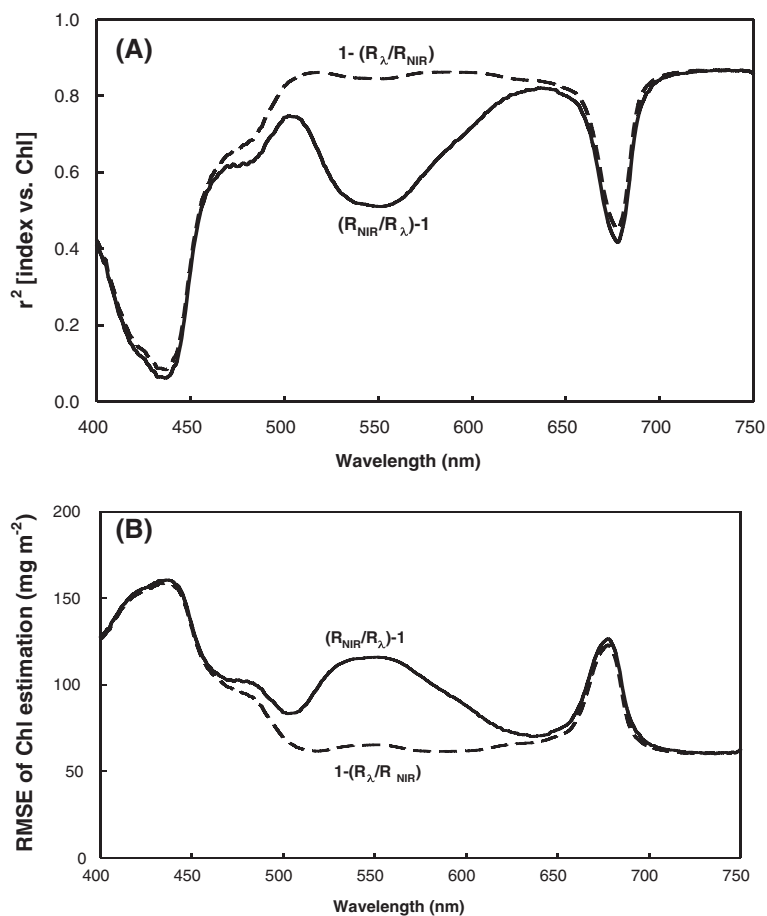 (A)
1.0
0.8
0.6
0.4
0.2
0.0
r² [index vs. Chl]
1- (Rλ/RNIR)
(RNIR/Rλ)-1
400 450 500 550 600 650 700 750
Wavelength (nm)
(B)
200
150
100
50
0
RMSE of Chl estimation (mg m⁻²)
(RNIR/Rλ)-1
1-(Rλ/R NIR)
400 450 500 550 600 650 700 750
Wavelength (nm)